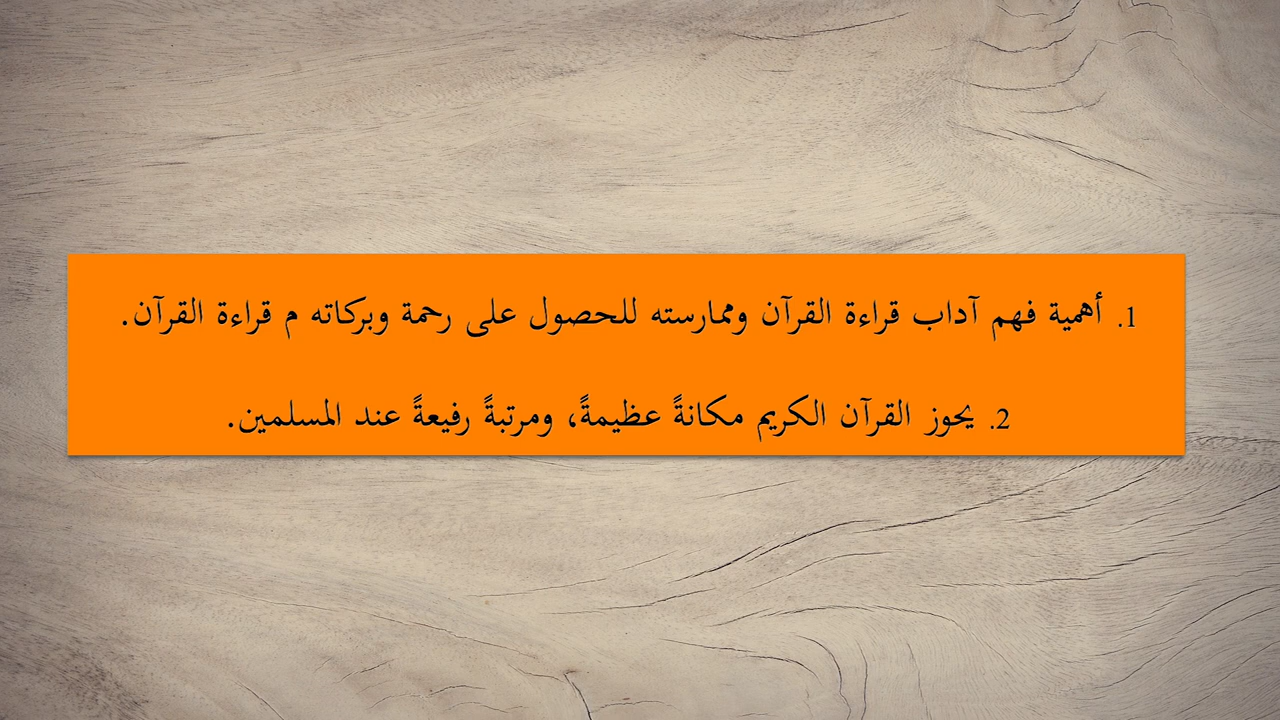 1. أهمية فهم آداب قراءة القرآن وممارسته للحصول على رحمة وبركاته م قراءة القرآن.
2. يحوز القرآن الكريم مكانةً عظيمةً، ومرتبةً رفيعةً عند المسلمين.